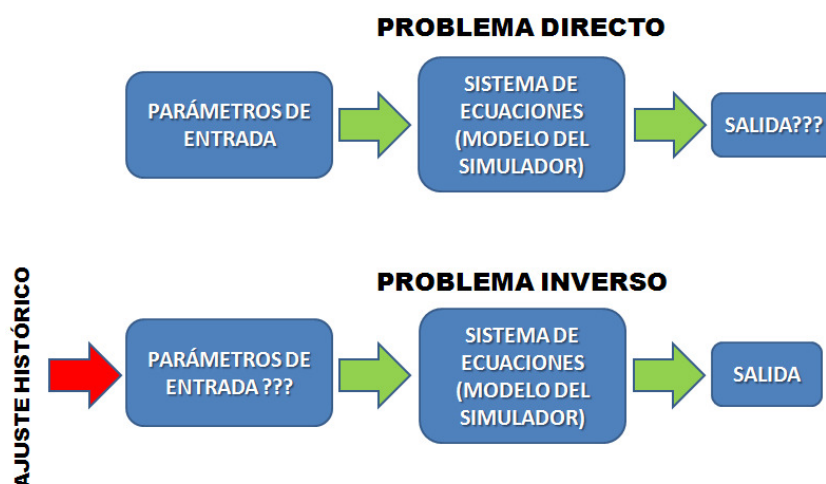 PROBLEMA DIRECTO
PARÁMETROS DE
ENTRADA
SISTEMA DE
ECUACIONES
(MODELO DEL
SIMULADOR)
SALIDA???
AJUSTE HISTÓRICO
PROBLEMA INVERSO
PARÁMETROS DE
ENTRADA ???
SISTEMA DE
ECUACIONES
(MODELO DEL
SIMULADOR)
SALIDA